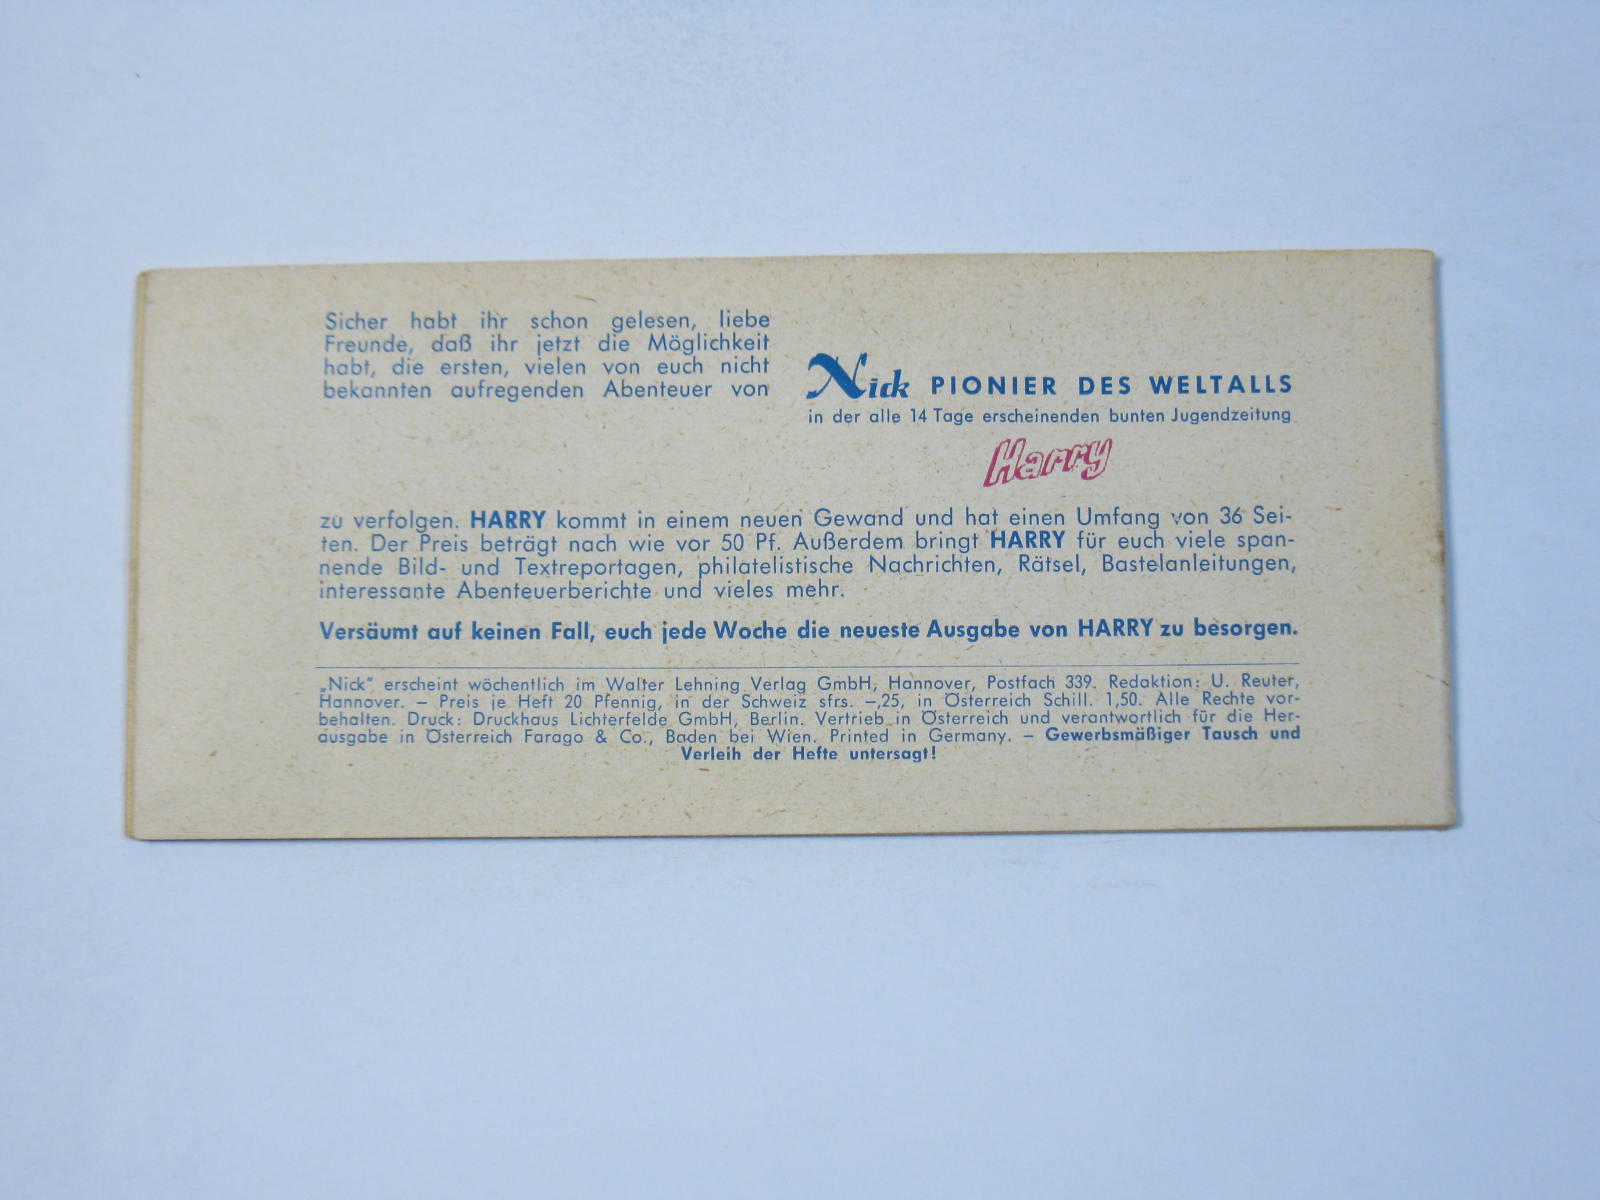 Sicher habt ihr schon gelesen, liebe
Freunde, daß ihr jetzt die Möglichkeit
habt, die ersten, vielen von euch nicht
bekannten aufregenden Abenteuer von
Nick PIONIER DES WELTALLS
in der alle 14 Tage erscheinenden bunten Jugendzeitung
Harry
zu verfolgen. HARRY kommt in einem neuen Gewand und hat einen Umfang von 36 Sei-
ten. Der Preis beträgt nach wie vor 50 Pf. Außerdem bringt HARRY für euch viele span-
nende Bild- und Textreportagen, philatelistische Nachrichten, Rätsel, Bastelanleitungen,
interessante Abenteuerberichte und vieles mehr.
Versäumt auf keinen Fall, euch jede Woche die neueste Ausgabe von HARRY zu besorgen.
„Nick“ erscheint wöchentlich im Walter Lehning Verlag GmbH, Hannover, Postfach 339. Redaktion: U. Reuter,
Hannover. – Preis je Heft 20 Pfennig, in der Schweiz sfrs. –,25, in Österreich Schill. 1,50. Alle Rechte vor-
behalten. Druck: Druckhaus Lichterfelde GmbH, Berlin. Vertrieb in Österreich und verantwortlich für die Her-
ausgabe in Österreich Farago & Co., Baden bei Wien. Printed in Germany. – Gewerbsmäßiger Tausch und
Verleih der Hefte untersagt!